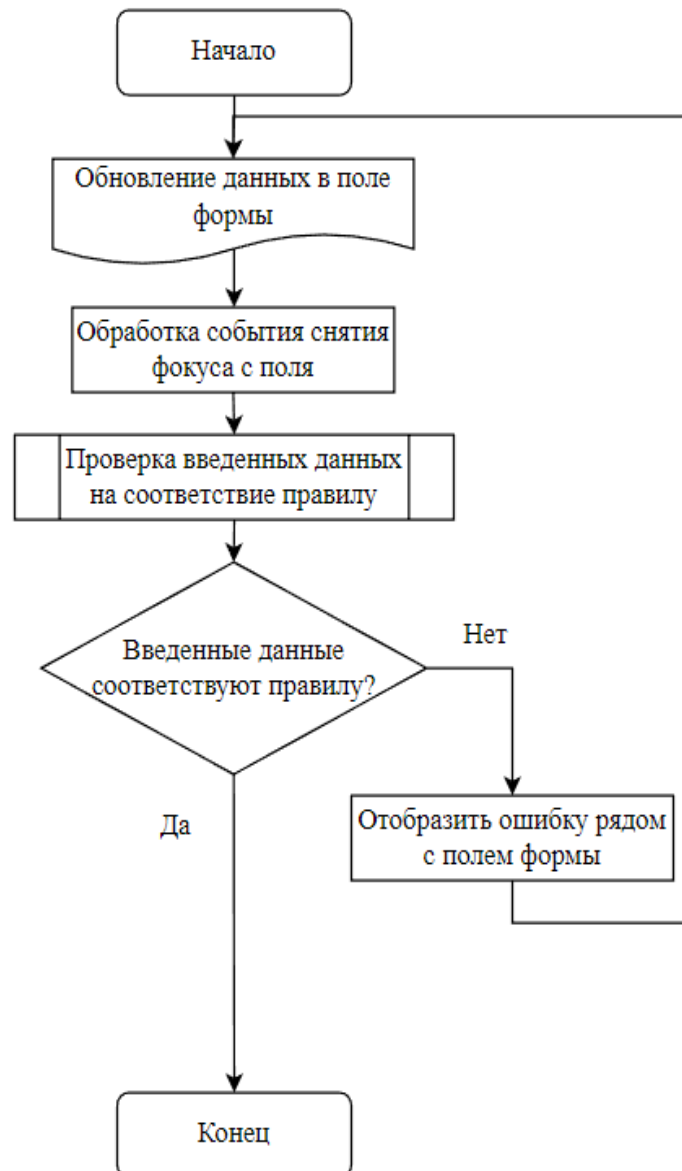 Начало
Обновление данных в поле
формы
Обработка события снятия
фокуса с поля
Проверка введенных данных
на соответствие правилу
Введенные данные
соответствуют правилу?
Нет
Да
Отобразить ошибку рядом
с полем формы
Конец